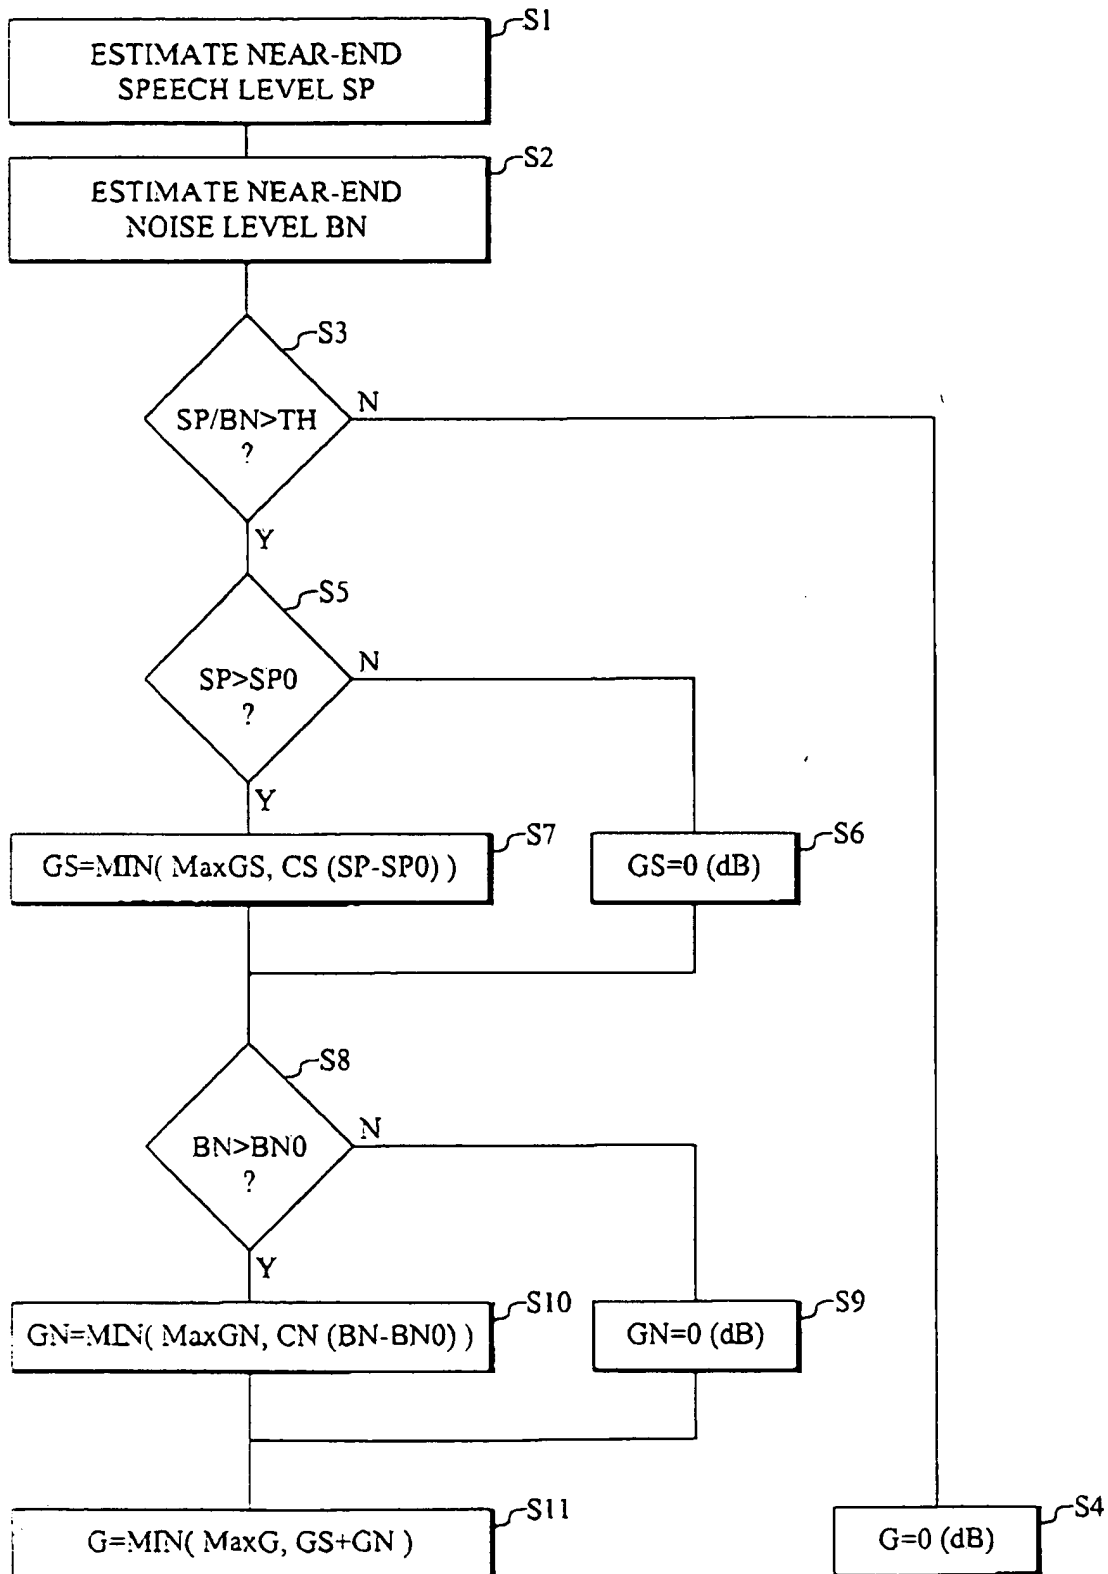 S1
ESTIMATE NEAR-END
SPEECH LEVEL SP
S2
ESTIMATE NEAR-END
NOISE LEVEL BN
S3
SP/BN>TH
?
N
Y
S5
SP>SP0
?
N
Y
S7
GS=MIN( MaxGS, CS (SP-SP0) )
S6
GS=0 (dB)
S8
BN>BN0
?
N
Y
S10
GN=MIN( MaxGN, CN (BN-BN0) )
S9
GN=0 (dB)
S11
G=MIN( MaxG, GS+GN )
S4
G=0 (dB)